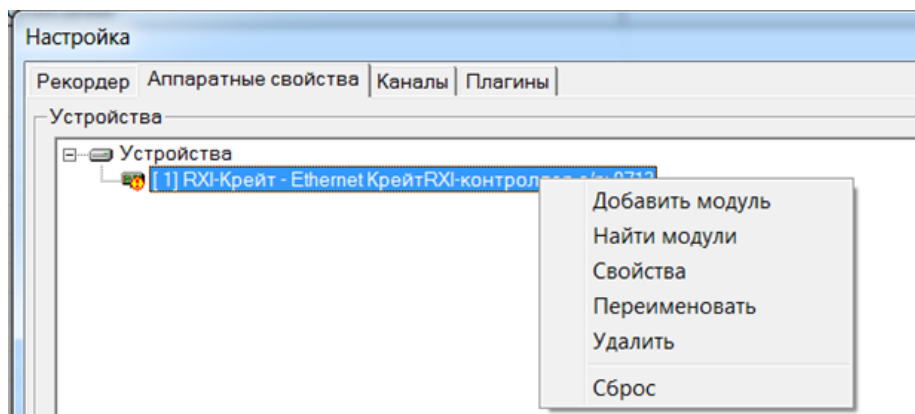 Настройка
Рекордер Аппаратные свойства Каналы Плагины
Устройства
Устройства
[ 1] RXI-Крейт - Ethernet КрейтRXI-контроллер
Добавить модуль
Найти модули
Свойства
Переименовать
Удалить
Сброс